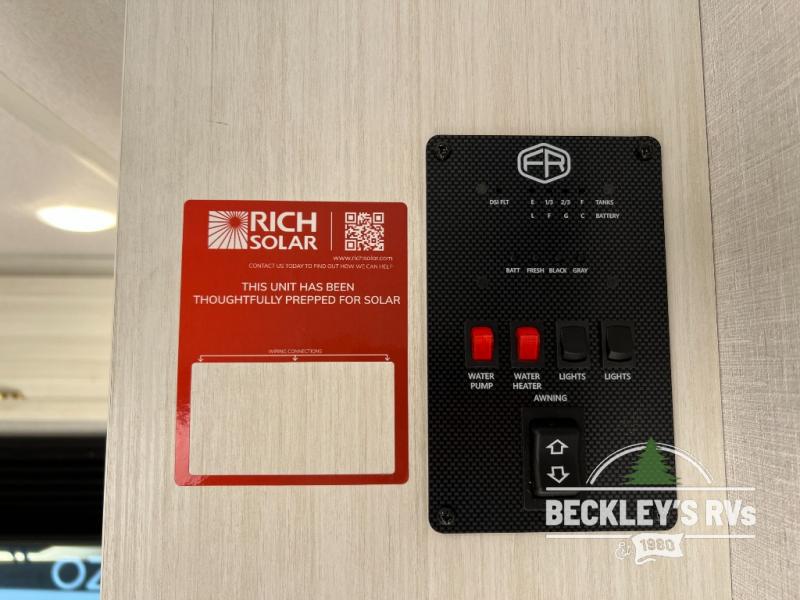 RICH
SOLAR
www.richsolar.com
CONTACT US TODAY TO FIND OUT HOW WE CAN HELP
THIS UNIT HAS BEEN
THOUGHTFULLY PREPPED FOR SOLAR
WIRING CONNECTIONS
FR
DSI FLT E 1/3 2/3 F TANKS
L F G C BATTERY
BATT FRESH BLACK GRAY
WATER PUMP
WATER HEATER
LIGHTS
LIGHTS
AWNING
BECKLEY'S RVs
Est 1980